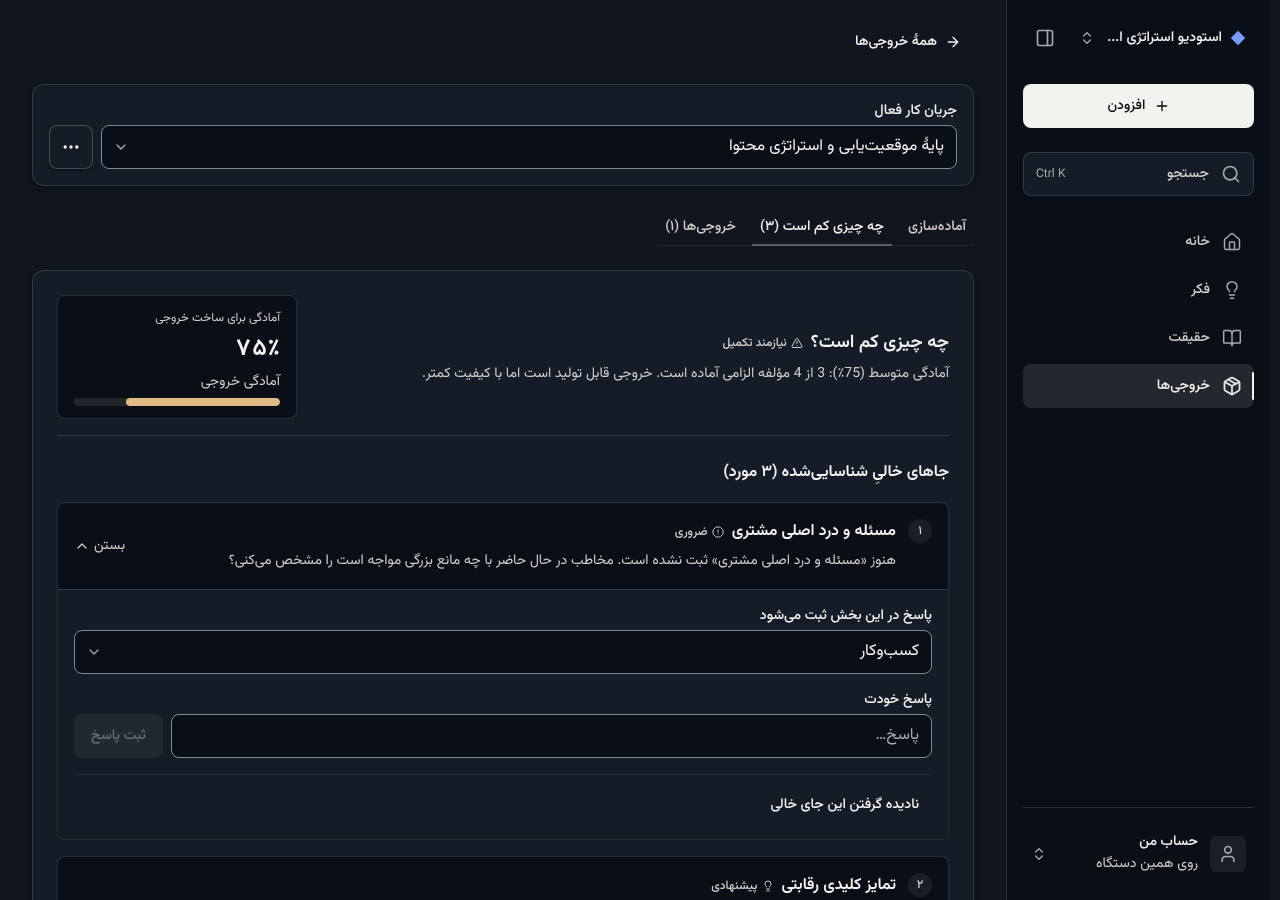 استودیو استراتژی ا...
افزودن
جستجو
Ctrl K
خانه
فکر
حقیقت
خروجی‌ها
حساب من
روی همین دستگاه
همهٔ خروجی‌ها
جریان کار فعال
پایهٔ موقعیت‌یابی و استراتژی محتوا
آماده‌سازی
چه چیزی کم است (۳)
خروجی‌ها (۱)
چه چیزی کم است؟ نیازمند تکمیل
آمادگی متوسط (75٪): 3 از 4 مؤلفه الزامی آماده است. خروجی قابل تولید است اما با کیفیت کمتر.
آمادگی برای ساخت خروجی
۷۵٪
آمادگی خروجی
جاهای خالیِ شناسایی‌شده (۳ مورد)
۱ مسئله و درد اصلی مشتری ضروری
هنوز «مسئله و درد اصلی مشتری» ثبت نشده است. مخاطب در حال حاضر با چه مانع بزرگی مواجه است را مشخص می‌کنی؟
بستن
پاسخ در این بخش ثبت می‌شود
کسب‌وکار
پاسخ خودت
پاسخ...
ثبت پاسخ
نادیده گرفتن این جای خالی
۲ تمایز کلیدی رقابتی پیشنهادی